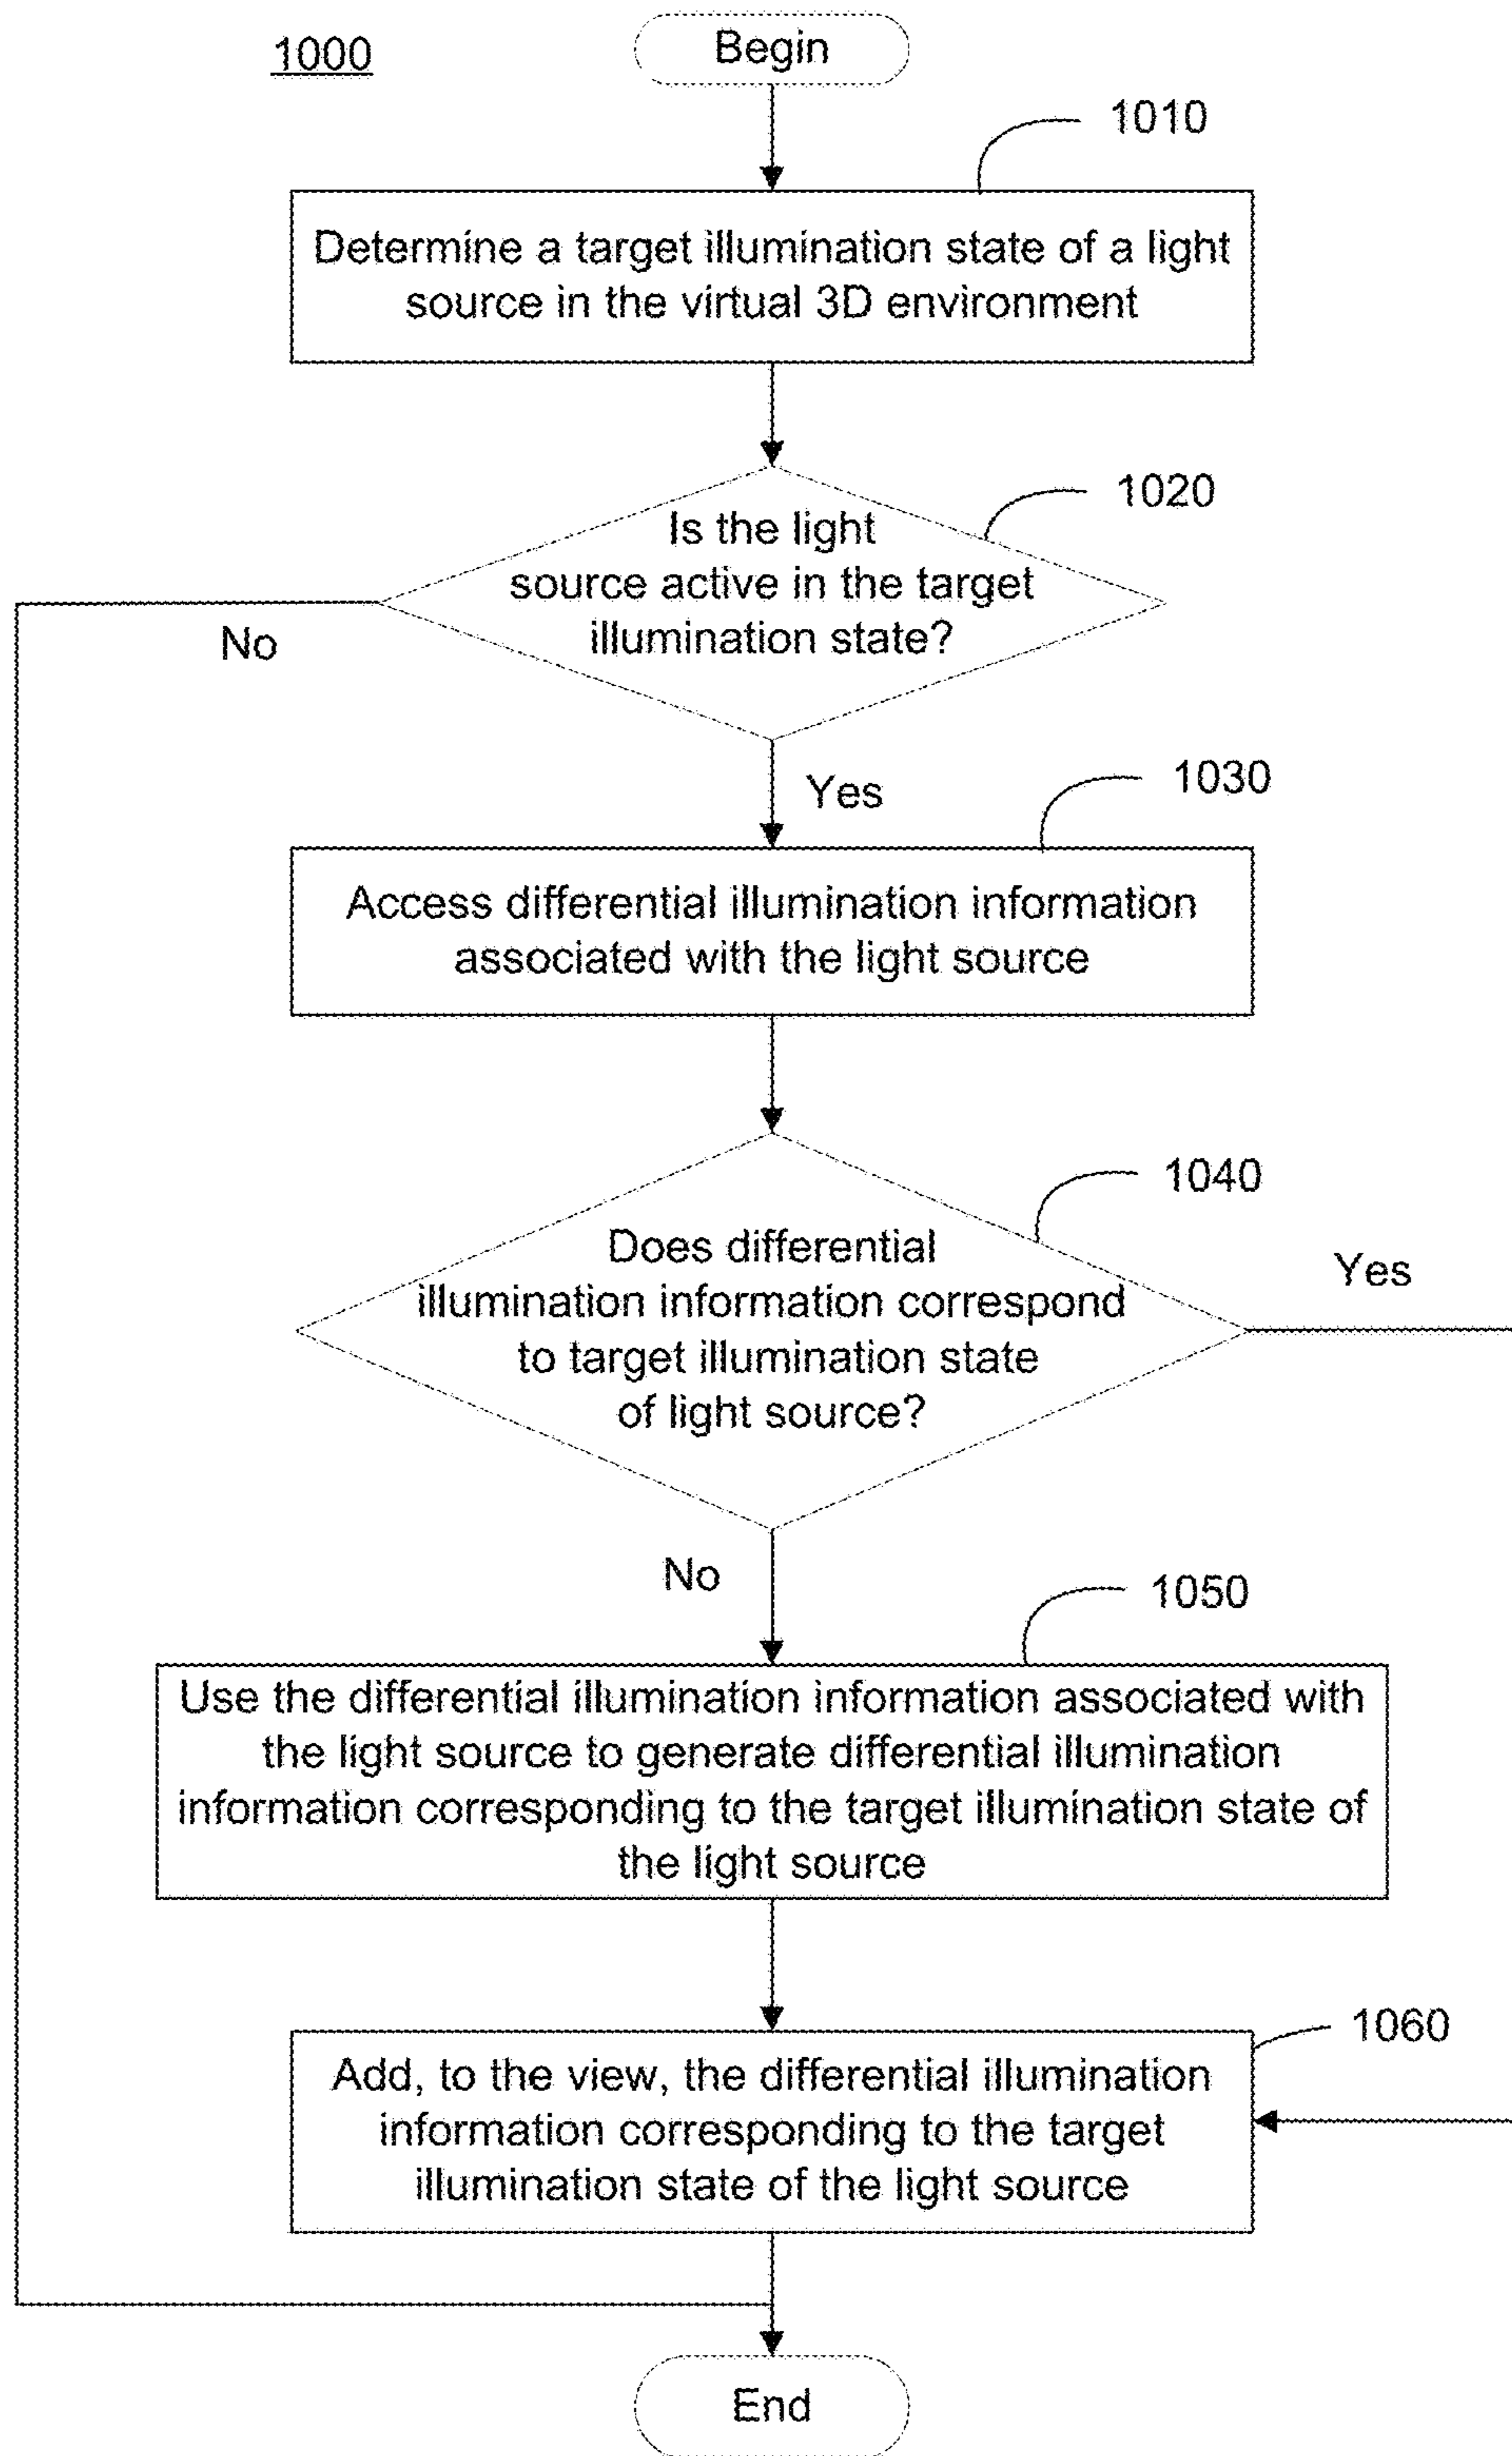 1000
Begin
1010
Determine a target illumination state of a light
source in the virtual 3D environment
1020
Is the light
source active in the target
illumination state?
No
Yes
1030
Access differential illumination information
associated with the light source
1040
Does differential
illumination information correspond
to target illumination state
of light source?
Yes
No
1050
Use the differential illumination information associated with
the light source to generate differential illumination
information corresponding to the target illumination state of
the light source
1060
Add, to the view, the differential illumination
information corresponding to the target
illumination state of the light source
End